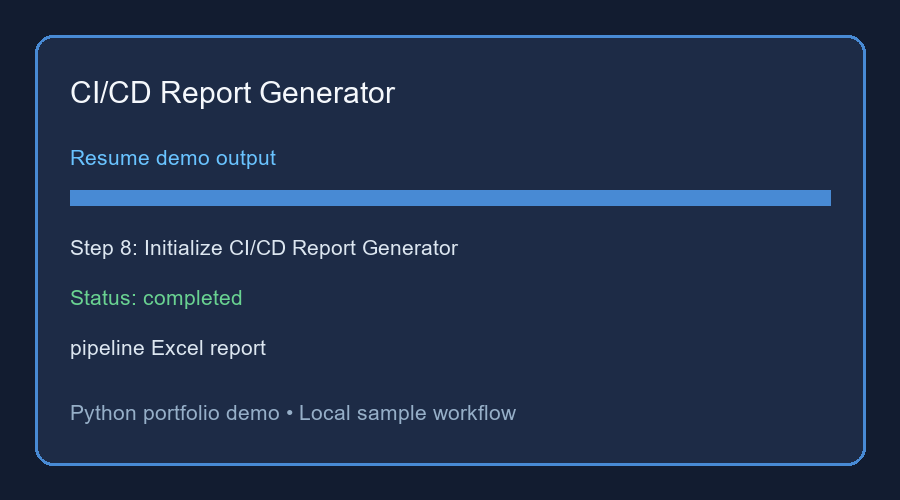 CI/CD Report Generator
Resume demo output
Step 8: Initialize CI/CD Report Generator
Status: completed
pipeline Excel report
Python portfolio demo • Local sample workflow